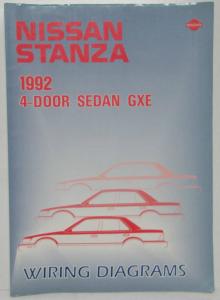 NISSAN
STANZA
1992
4-DOOR SEDAN GXE
WIRING DIAGRAMS